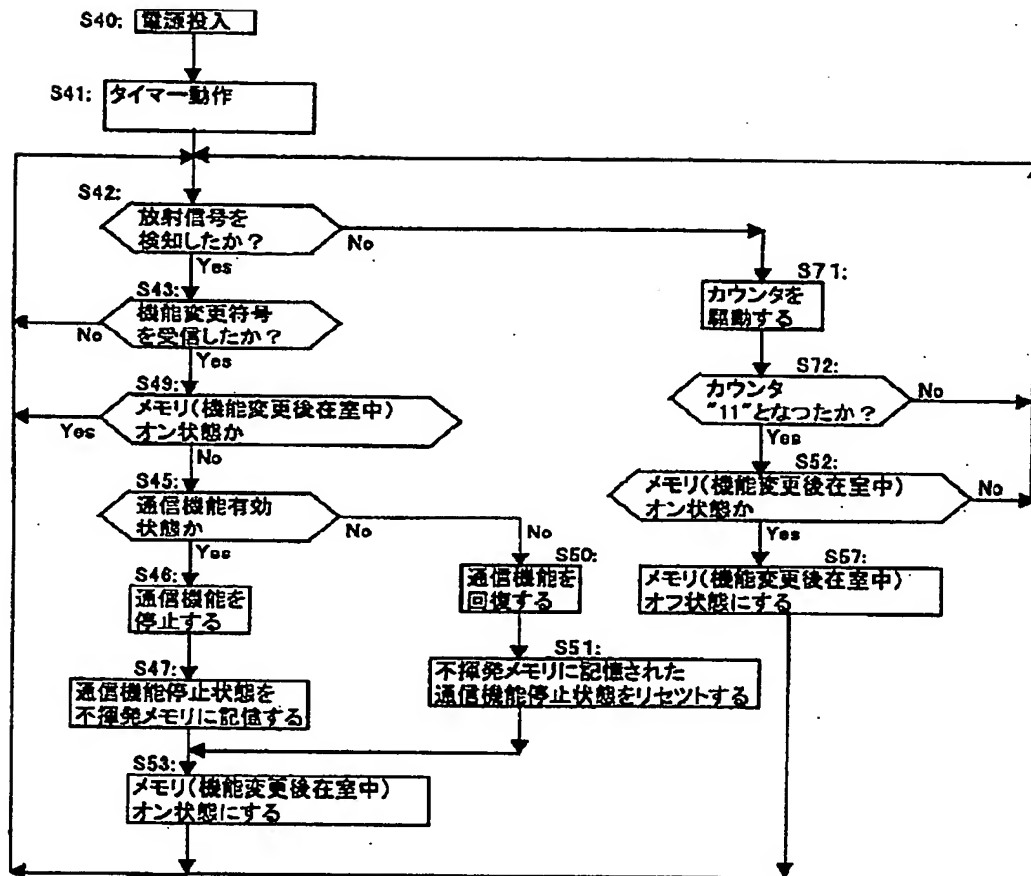 S40: 電源投入
S41: タイマー動作
S42:
放射信号を
検知したか？
No
Yes
S43:
機能変更符号
を受信したか？
No
Yes
S49:
メモリ(機能変更後在室中)
オン状態か
Yes
No
S45:
通信機能有効
状態か
No
Yes
S46:
通信機能を
停止する
S47:
通信機能停止状態を
不揮発メモリに記憶する
No
S50:
通信機能を
回復する
S51:
不揮発メモリに記憶された
通信機能停止状態をリセットする
S53:
メモリ(機能変更後在室中)
オン状態にする
S71:
カウンタを
駆動する
S72:
カウンタ
"11"となつたか？
No
Yes
S52:
メモリ(機能変更後在室中)
オン状態か
No
Yes
S57:
メモリ(機能変更後在室中)
オフ状態にする